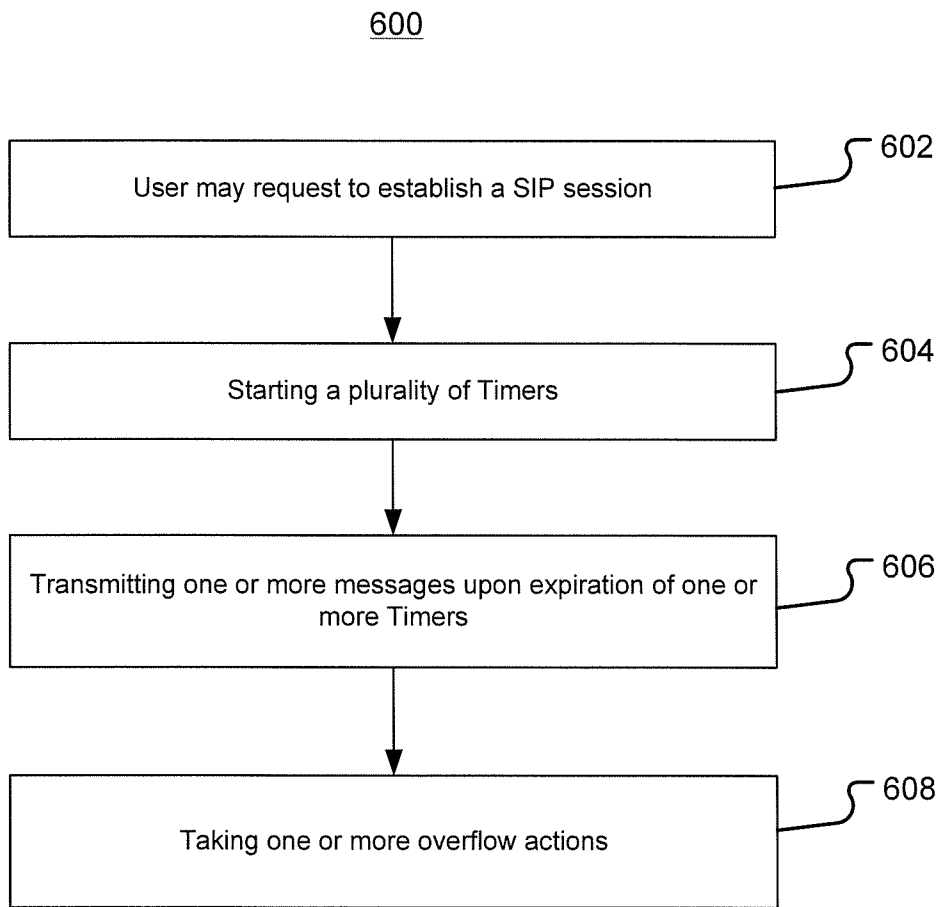 600
User may request to establish a SIP session
602
Starting a plurality of Timers
604
Transmitting one or more messages upon expiration of one or
more Timers
606
Taking one or more overflow actions
608